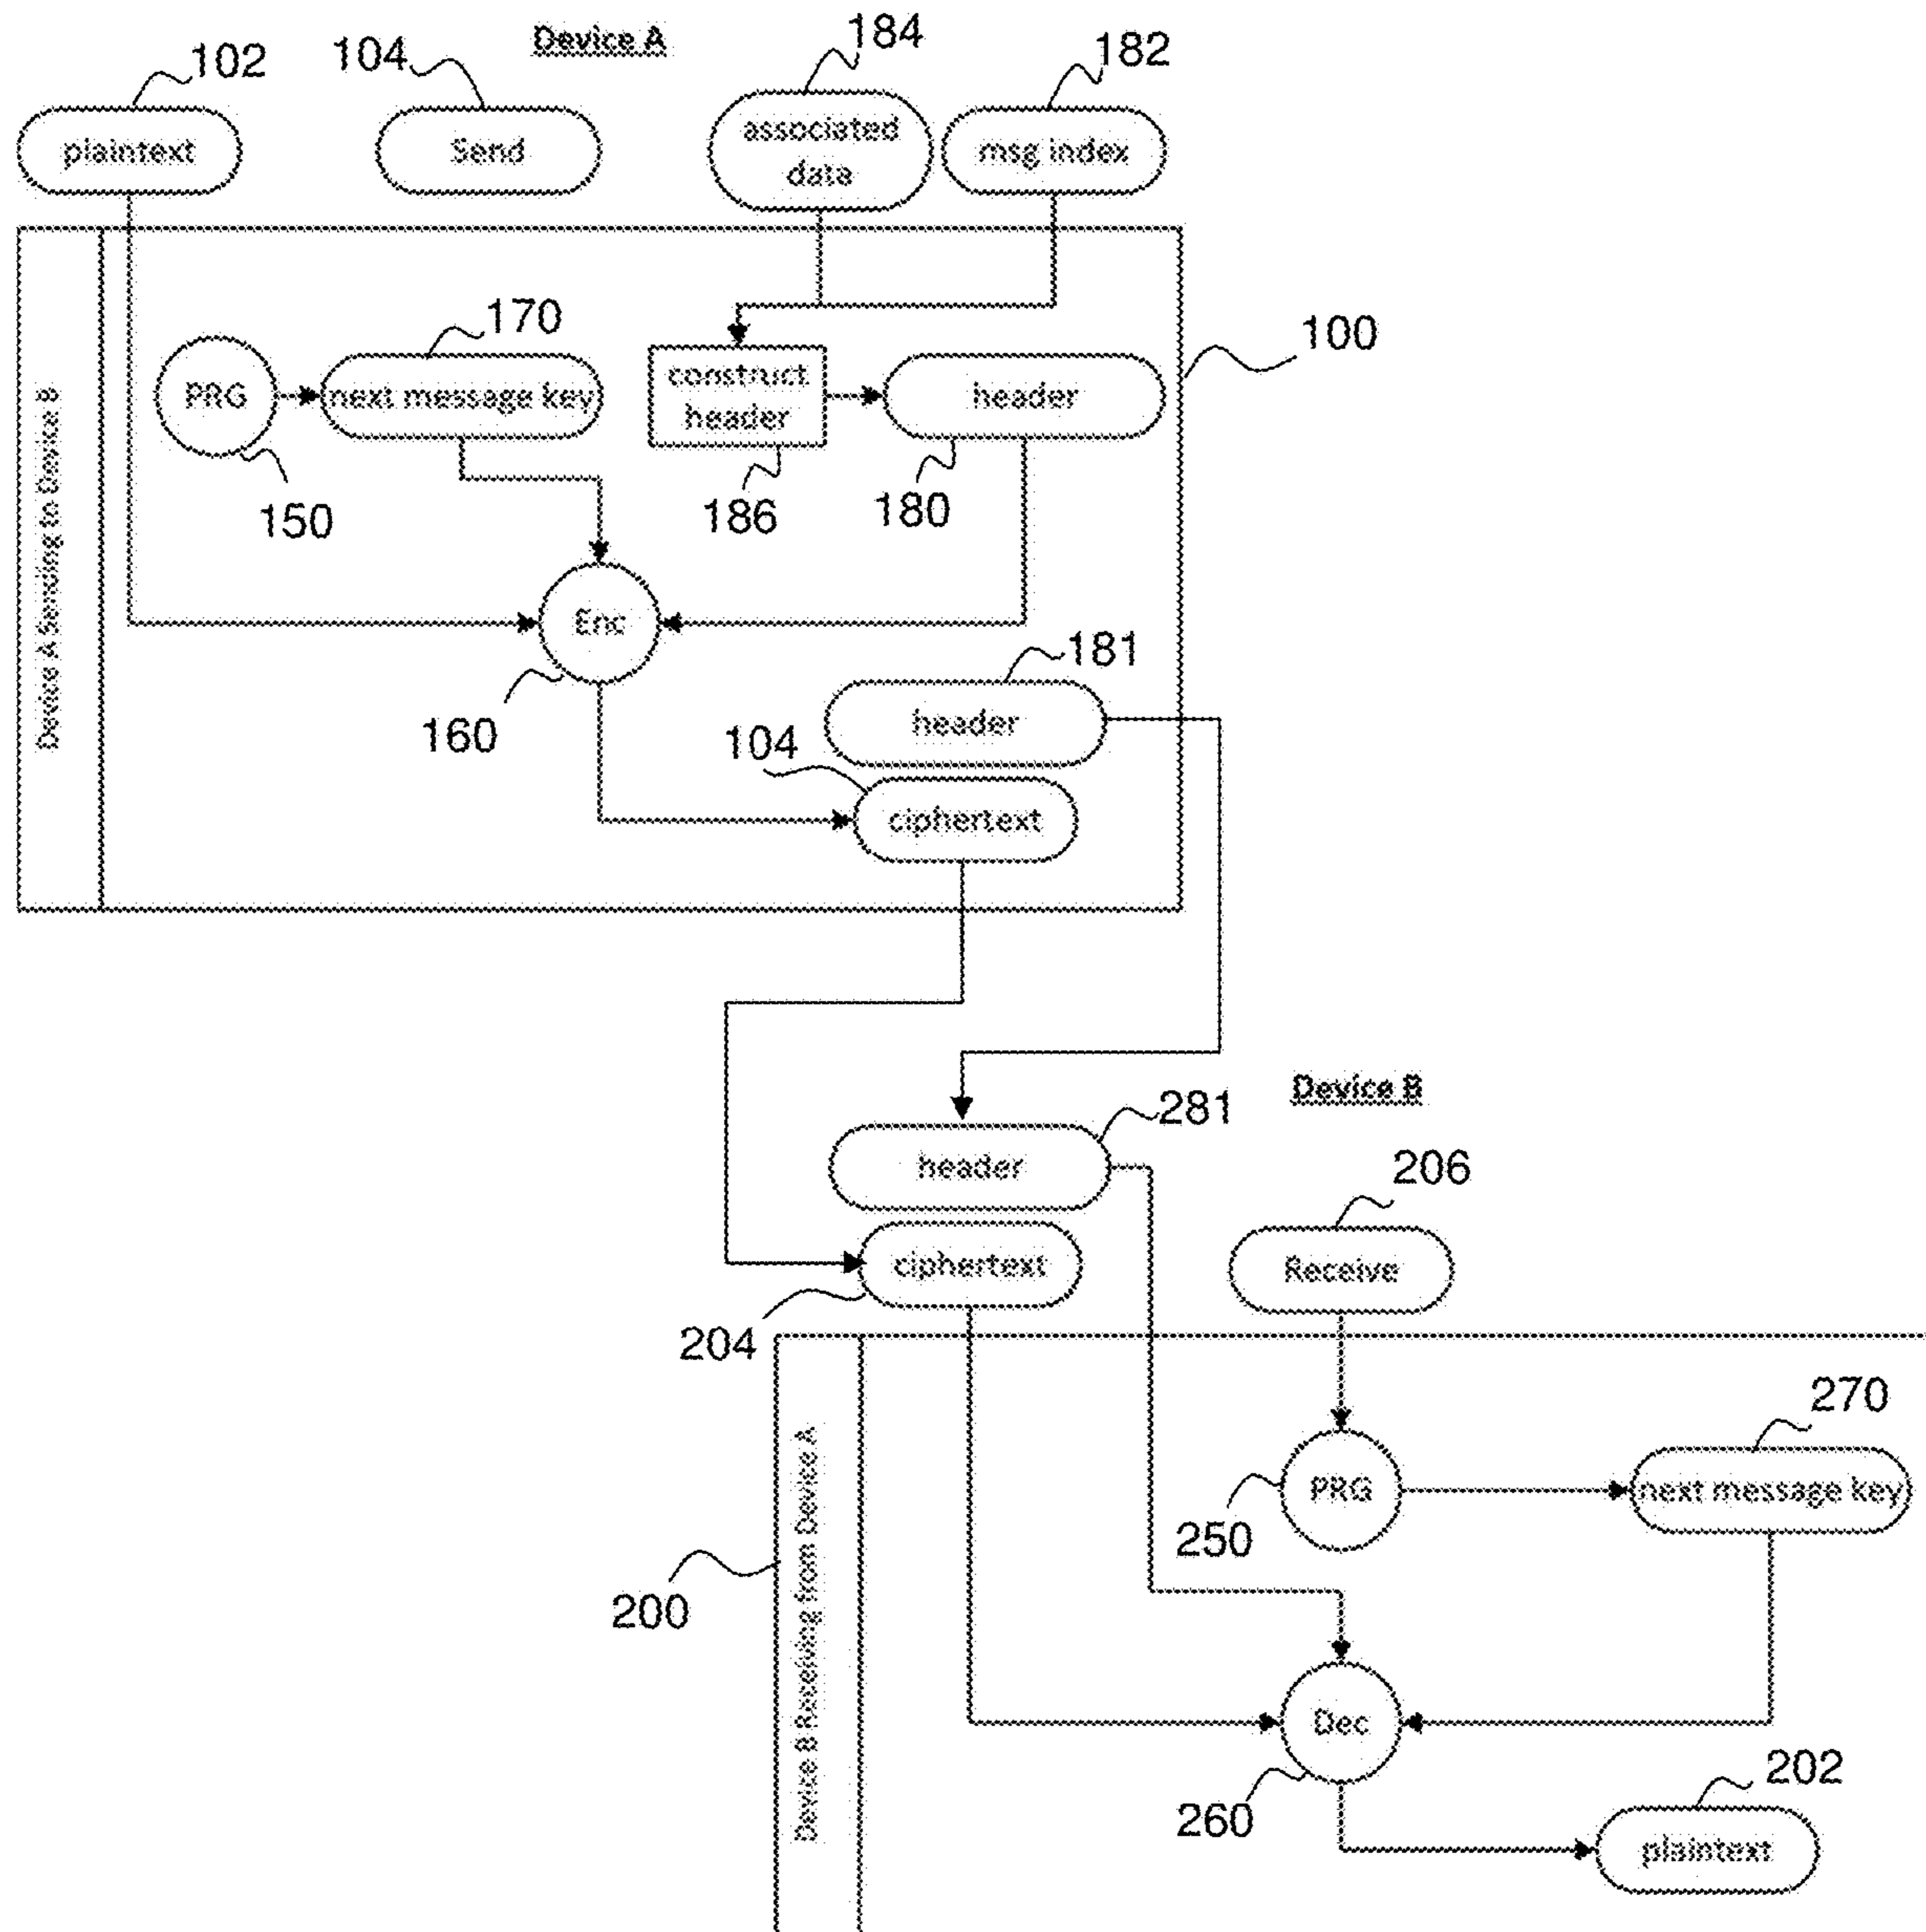 Device A
102
104
184
182
plaintext
Send
associated
data
msg index
Device A Sending to Device B
170
100
PRG
next message key
construct
header
header
150
186
180
Enc
160
181
header
104
ciphertext
Device B
281
header
206
ciphertext
Receive
204
Device B Receiving from Device A
270
PRG
next message key
250
200
Dec
260
202
plaintext